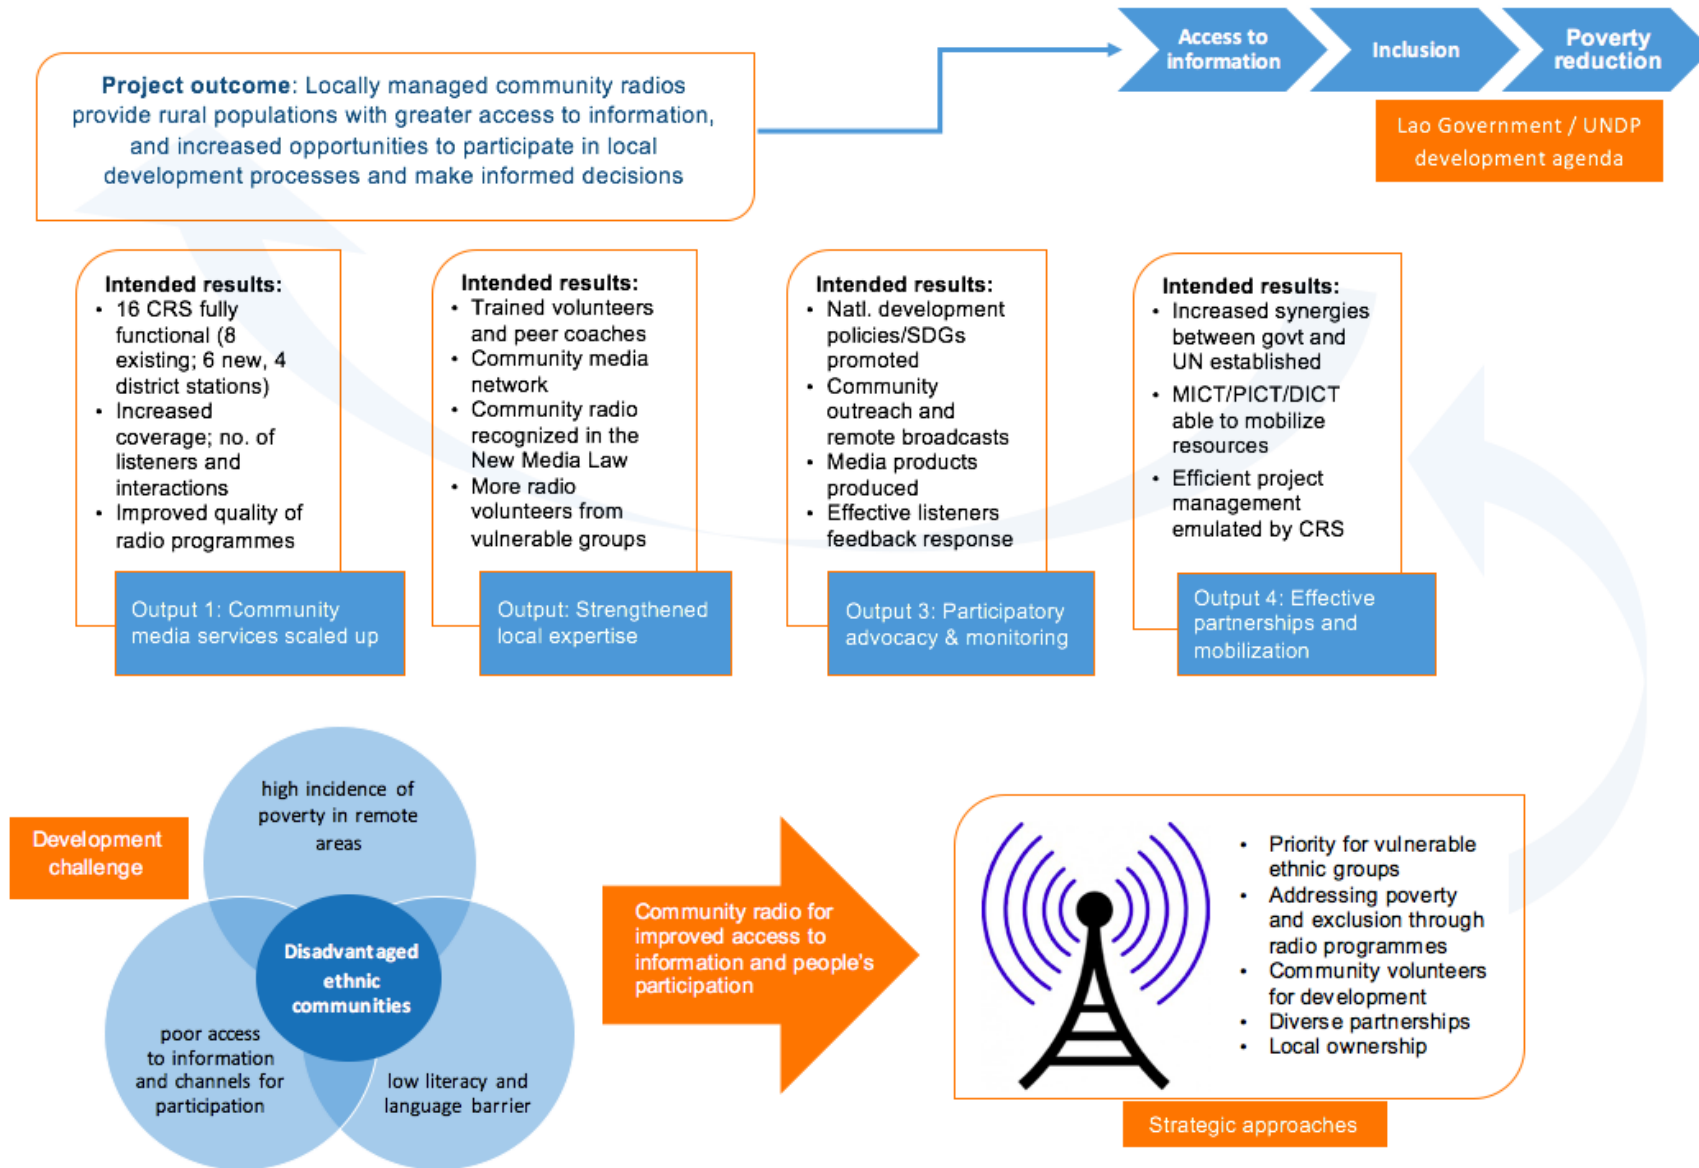 Project outcome: Locally managed community radios
provide rural populations with greater access to information,
and increased opportunities to participate in local
development processes and make informed decisions
Access to
information
Inclusion
Poverty
reduction
Lao Government / UNDP
development agenda
Intended results:
• 16 CRS fully
functional (8
existing; 6 new, 4
district stations)
• Increased
coverage; no. of
listeners and
interactions
• Improved quality of
radio programmes
Output 1: Community
media services scaled up
Intended results:
• Trained volunteers
and peer coaches
• Community media
network
• Community radio
recognized in the
New Media Law
• More radio
volunteers from
vulnerable groups
Output: Strengthened
local expertise
Intended results:
• Natl. development
policies/SDGs
promoted
• Community
outreach and
remote broadcasts
• Media products
produced
• Effective listeners
feedback response
Output 3: Participatory
advocacy & monitoring
Intended results:
• Increased synergies
between govt and
UN established
• MICT/PICT/DICT
able to mobilize
resources
• Efficient project
management
emulated by CRS
Output 4: Effective
partnerships and
mobilization
Development
challenge
high incidence of
poverty in remote
areas
Disadvantaged
ethnic
communities
poor access
to information
and channels for
participation
low literacy and
language barrier
Community radio for
improved access to
information and people's
participation
• Priority for vulnerable
ethnic groups
• Addressing poverty
and exclusion through
radio programmes
• Community volunteers
for development
• Diverse partnerships
• Local ownership
Strategic approaches